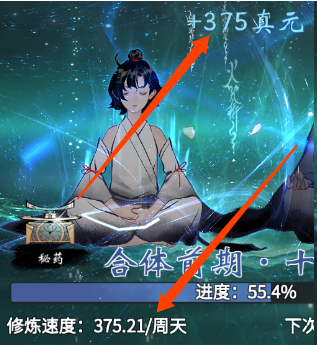 +375真元
秘药
合体前期·十
进度：55.4%
修炼速度：375.21/周天
下次